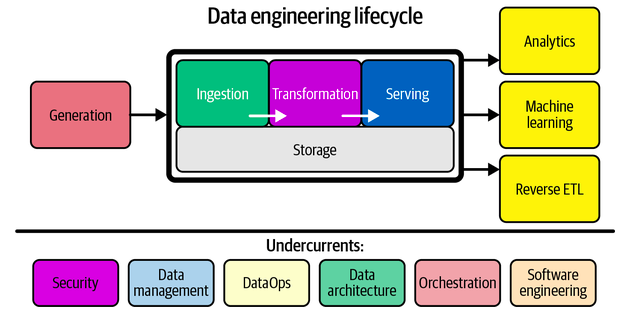 Data engineering lifecycle
Generation
Ingestion
Transformation
Serving
Storage
Analytics
Machine
learning
Reverse ETL
Undercurrents:
Security
Data
management
DataOps
Data
architecture
Orchestration
Software
engineering